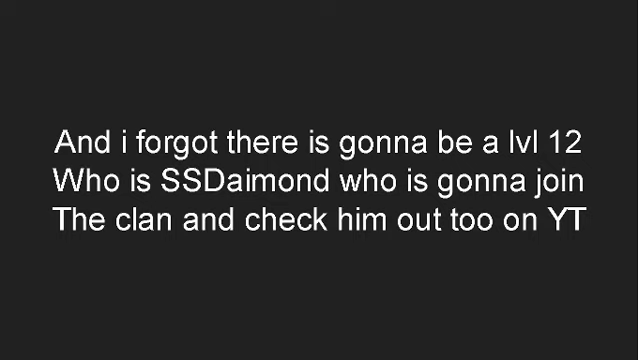 And i forgot there is gonna be a lvl 12
Who is SSDaimond who is gonna join
The clan and check him out too on YT